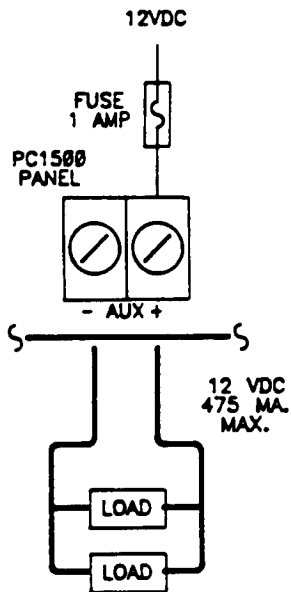 12VDC
FUSE
1 AMP
PC1500
PANEL
- AUX +
12 VDC
475 MA.
MAX.
LOAD
LOAD